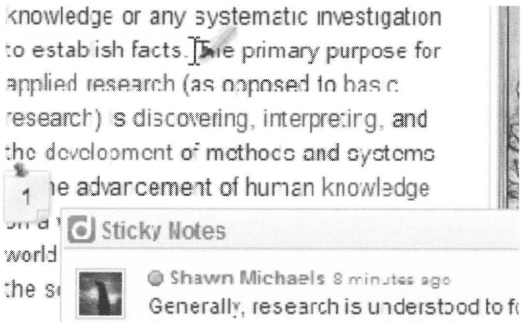 knowledge or any systematic investigation
to establish facts. The primary purpose for
applied research (as opposed to basic
research) is discovering, interpreting, and
the development of methods and systems
1 he advancement of human knowledge
on a
world
the
Sticky Notes
Shawn Michaels 8 minutes ago
Generally, research is understood to